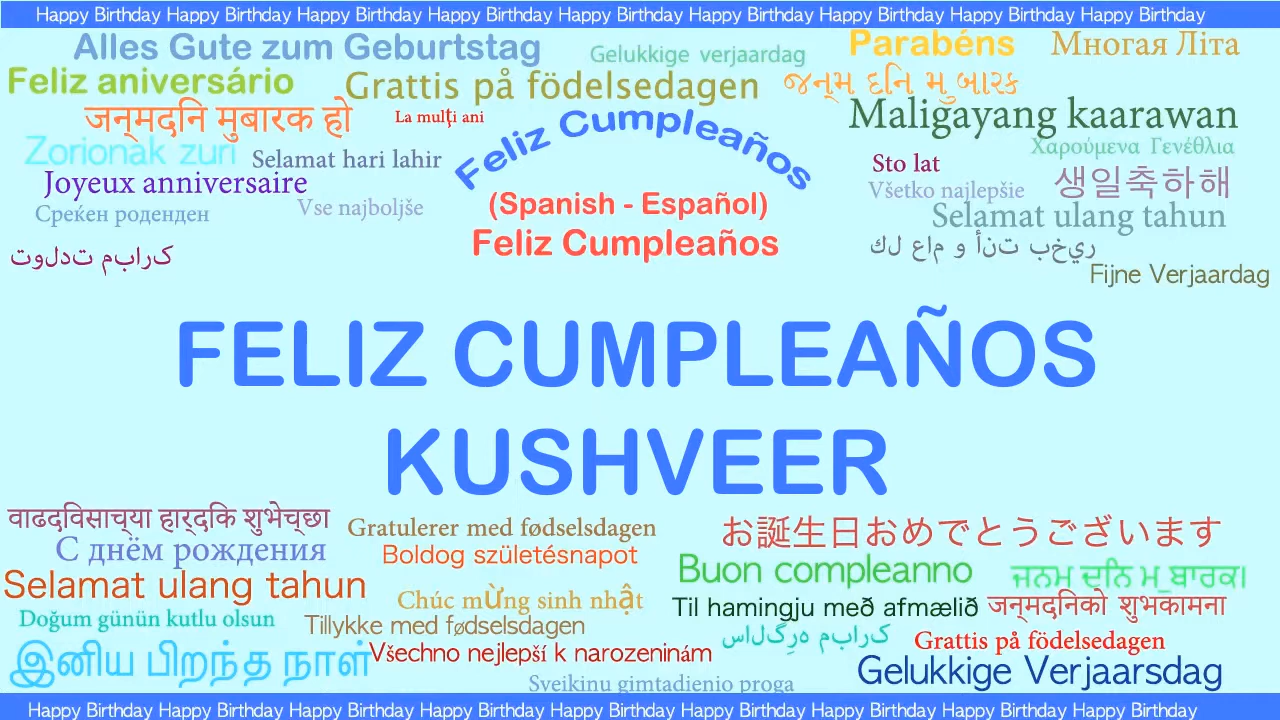 Happy Birthday Happy Birthday Happy Birthday Happy Birthday Happy Birthday Happy Birthday Happy Birthday Happy Birthday Happy Birthday
Alles Gute zum Geburtstag
Gelukkige verjaardag
Parabéns
Многая Літа
Feliz aniversário
Grattis på födelsedagen
જન્મ દિન મુબારક
जन्मदिन मुबारक हो
La mulţi ani
Feliz Cumpleaños
Maligayang kaarawan
Zorionak zuri
Selamat hari lahir
Sto lat
Χαρούμενα Γενέθλια
Joyeux anniversaire
(Spanish - Español)
Všetko najlepšie
생일축하해
Среќен роденден
Vse najboljše
Selamat ulang tahun
Feliz Cumpleaños
تولدت مبارک
كل عام و أنت بخير
Fijne Verjaardag
FELIZ CUMPLEAÑOS
KUSHVEER
वाढदिवसाच्या हार्दिक शुभेच्छा
Gratulerer med fødselsdagen
お誕生日おめでとうございます
С днём рождения
Boldog születésnapot
Buon compleanno
ਜਨਮ ਦਿਨ ਮੁਬਾਰਕ।
Selamat ulang tahun
Chúc mừng sinh nhật
Til hamingju með afmælið
जन्मदिनको शुभकामना
Doğum günün kutlu olsun
Tillykke med fødselsdagen
سالگرہ مبارک
Grattis på födelsedagen
இனிய பிறந்த நாள்
Všechno nejlepší k narozeninám
Gelukkige Verjaarsdag
Sveikinu gimtadienio proga
Happy Birthday Happy Birthday Happy Birthday Happy Birthday Happy Birthday Happy Birthday Happy Birthday Happy Birthday Happy Birthday